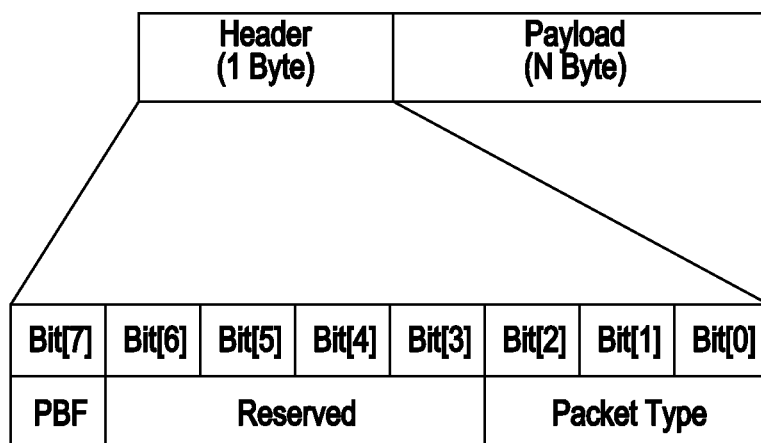 Header
(1 Byte)
Payload
(N Byte)
Bit[7] Bit[6] Bit[5] Bit[4] Bit[3] Bit[2] Bit[1] Bit[0]
PBF Reserved Packet Type